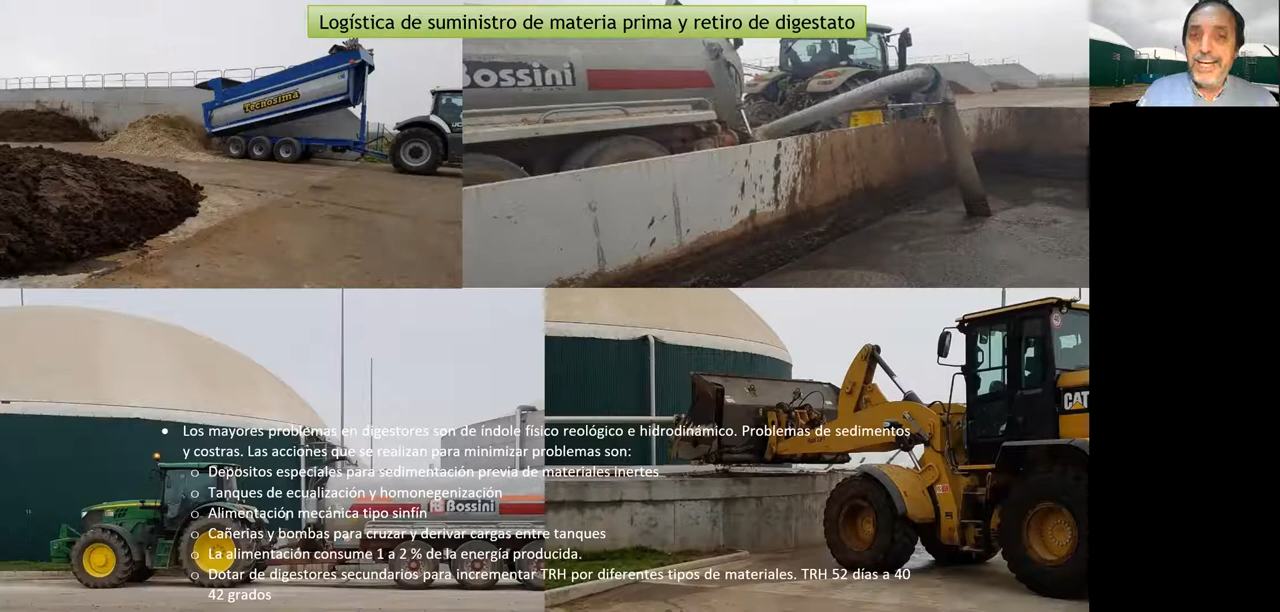 Logística de suministro de materia prima y retiro de digestato
Tecnosima
Bossini
Bossini
CAT
• Los mayores problemas en digestores son de índole físico reológico e hidrodinámico. Problemas de sedimentos
y costras. Las acciones que se realizan para minimizar problemas son:
o Depósitos especiales para sedimentación previa de materiales inertes
o Tanques de ecualización y homonegenización
o Alimentación mecánica tipo sinfín
o Cañerias y bombas para cruzar y derivar cargas entre tanques
o La alimentación consume 1 a 2 % de la energía producida.
o Dotar de digestores secundarios para incrementar TRH por diferentes tipos de materiales. TRH 52 días a 40
42 grados